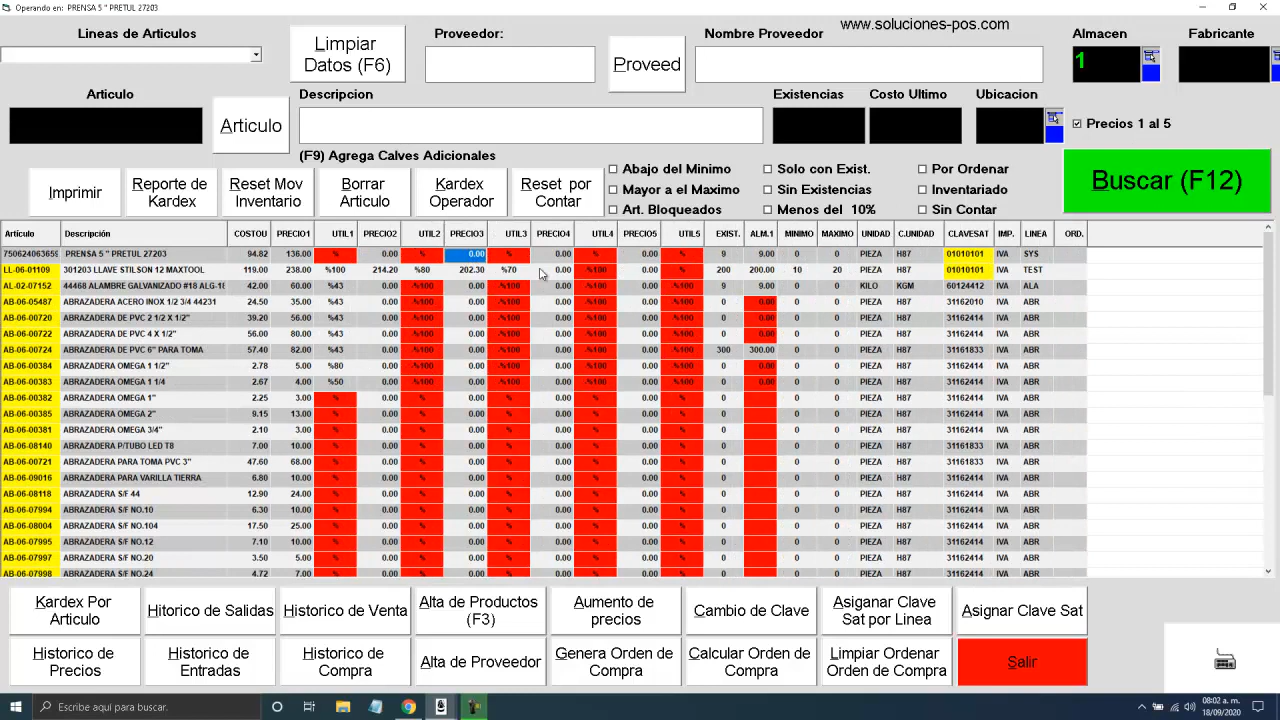 Operando en: PRENSA 5 " PRETUL 27203
www.soluciones-pos.com
Lineas de Articulos
Limpiar Datos (F6)
Proveedor:
Proveed
Nombre Proveedor
Almacen
1
Fabricante
Articulo
Articulo
Descripcion
Existencias
Costo Ultimo
Ubicacion
Precios 1 al 5
(F9) Agrega Calves Adicionales
Imprimir
Reporte de Kardex
Reset Mov Inventario
Borrar Articulo
Kardex Operador
Reset por Contar
Abajo del Minimo
Solo con Exist.
Por Ordenar
Mayor a el Maximo
Sin Existencias
Inventariado
Art. Bloqueados
Menos del 10%
Sin Contar
Buscar (F12)
Artículo Descripción COSTOU PRECIO1 UTIL1 PRECIO2 UTIL2 PRECIO3 UTIL3 PRECIO4 UTIL4 PRECIO5 UTIL5 EXIST. ALM.1 MINIMO MAXIMO UNIDAD C.UNIDAD CLAVESAT IMP. LINEA ORD.
750624063659 PRENSA 5 " PRETUL 27203 94.82 136.00 % 0.00 % 0.00 % 0.00 % 0.00 % 9 9.00 0 0 PIEZA H87 01010101 IVA SYS
LL-06-01109 301203 LLAVE STILSON 12 MAXTOOL 119.00 238.00 %100 214.20 %80 202.30 %70 0.00 -%100 0.00 -%100 200 200.00 10 20 PIEZA H87 01010101 IVA TEST
AL-02-07152 44468 ALAMBRE GALVANIZADO #18 ALG-18 42.00 60.00 %43 0.00 -%100 0.00 -%100 0.00 -%100 0.00 -%100 9 9.00 0 0 KILO KGM 60124412 IVA ALA
AB-06-05487 ABRAZADERA ACERO INOX 1/2 3/4 44231 24.50 35.00 %43 0.00 -%100 0.00 -%100 0.00 -%100 0.00 -%100 0 0.00 0 0 PIEZA H87 31162010 IVA ABR
AB-06-00720 ABRAZADERA DE PVC 2 1/2 X 1/2" 39.20 56.00 %43 0.00 -%100 0.00 -%100 0.00 -%100 0.00 -%100 0 0.00 0 0 PIEZA H87 31162414 IVA ABR
AB-06-00722 ABRAZADERA DE PVC 4 X 1/2" 56.00 80.00 %43 0.00 -%100 0.00 -%100 0.00 -%100 0.00 -%100 0 0.00 0 0 PIEZA H87 31162414 IVA ABR
AB-06-00724 ABRAZADERA DE PVC 6" PARA TOMA 57.40 82.00 %43 0.00 -%100 0.00 -%100 0.00 -%100 0.00 -%100 300 300.00 0 0 PIEZA H87 31161833 IVA ABR
AB-06-00384 ABRAZADERA OMEGA 1 1/2" 2.78 5.00 %80 0.00 -%100 0.00 -%100 0.00 -%100 0.00 -%100 0 0.00 0 0 PIEZA H87 31162414 IVA ABR
AB-06-00383 ABRAZADERA OMEGA 1 1/4 2.67 4.00 %50 0.00 -%100 0.00 -%100 0.00 -%100 0.00 -%100 0 0.00 0 0 PIEZA H87 31162414 IVA ABR
AB-06-00382 ABRAZADERA OMEGA 1" 2.25 3.00 % 0.00 % 0.00 % 0.00 % 0.00 % 0 0 0 PIEZA H87 31162414 IVA ABR
AB-06-00385 ABRAZADERA OMEGA 2" 9.15 13.00 % 0.00 % 0.00 % 0.00 % 0.00 % 0 0 0 PIEZA H87 31162414 IVA ABR
AB-06-00381 ABRAZADERA OMEGA 3/4" 2.10 3.00 % 0.00 % 0.00 % 0.00 % 0.00 % 0 0 0 PIEZA H87 31162414 IVA ABR
AB-06-08140 ABRAZADERA P/TUBO LED T8 7.00 10.00 % 0.00 % 0.00 % 0.00 % 0.00 % 0 0 0 PIEZA H87 31161833 IVA ABR
AB-06-00721 ABRAZADERA PARA TOMA PVC 3" 47.60 68.00 % 0.00 % 0.00 % 0.00 % 0.00 % 0 0 0 PIEZA H87 31161833 IVA ABR
AB-06-09016 ABRAZADERA PARA VARILLA TIERRA 6.80 10.00 % 0.00 % 0.00 % 0.00 % 0.00 % 0 0 0 PIEZA H87 31162414 IVA ABR
AB-06-08118 ABRAZADERA S/F 44 12.90 24.00 % 0.00 % 0.00 % 0.00 % 0.00 % 0 0 0 PIEZA H87 31162414 IVA ABR
AB-06-07994 ABRAZADERA S/F NO.10 6.30 10.00 % 0.00 % 0.00 % 0.00 % 0.00 % 0 0 0 PIEZA H87 31162414 IVA ABR
AB-06-08004 ABRAZADERA S/F NO.104 17.50 25.00 % 0.00 % 0.00 % 0.00 % 0.00 % 0 0 0 PIEZA H87 31162414 IVA ABR
AB-06-07995 ABRAZADERA S/F NO.12 7.10 10.00 % 0.00 % 0.00 % 0.00 % 0.00 % 0 0 0 PIEZA H87 31162414 IVA ABR
AB-06-07997 ABRAZADERA S/F NO.20 3.50 5.00 % 0.00 % 0.00 % 0.00 % 0.00 % 0 0 0 PIEZA H87 31162414 IVA ABR
AB-06-07998 ABRAZADERA S/F NO.24 4.72 7.00 % 0.00 % 0.00 % 0.00 % 0.00 % 0 0 0 PIEZA H87 31162414 IVA ABR
Kardex Por Articulo
Hitorico de Salidas
Historico de Venta
Alta de Productos (F3)
Aumento de precios
Cambio de Clave
Asiganar Clave Sat por Linea
Asignar Clave Sat
Historico de Precios
Historico de Entradas
Historico de Compra
Alta de Proveedor
Genera Orden de Compra
Calcular Orden de Compra
Limpiar Ordenar Orden de Compra
Salir
Escribe aquí para buscar.
08:02 a. m.
18/09/2020